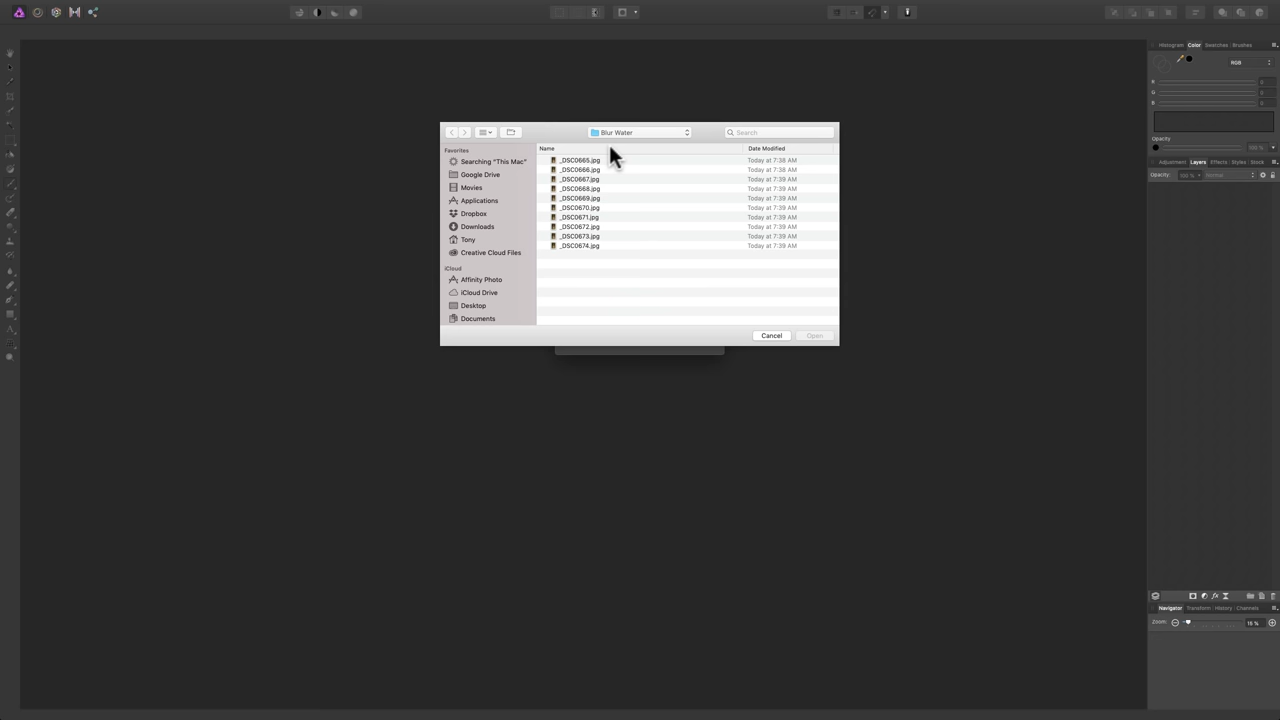 Blur Water
Search
Name
Date Modified
Favorites
Searching "This Mac"
Google Drive
Movies
Applications
Dropbox
Downloads
Tony
Creative Cloud Files
iCloud
Affinity Photo
iCloud Drive
Desktop
Documents
_DSC0665.jpg Today at 7:38 AM
_DSC0666.jpg Today at 7:38 AM
_DSC0667.jpg Today at 7:39 AM
_DSC0668.jpg Today at 7:39 AM
_DSC0669.jpg Today at 7:39 AM
_DSC0670.jpg Today at 7:39 AM
_DSC0671.jpg Today at 7:39 AM
_DSC0672.jpg Today at 7:39 AM
_DSC0673.jpg Today at 7:39 AM
_DSC0674.jpg Today at 7:39 AM
Cancel Open
Histogram Color Swatches Brushes
RGB
R
G
B
Opacity
100 %
Adjustment Layers Effects Styles Stock
Opacity: 100 % Normal
Navigator Transform History Channels
Zoom: 15 %